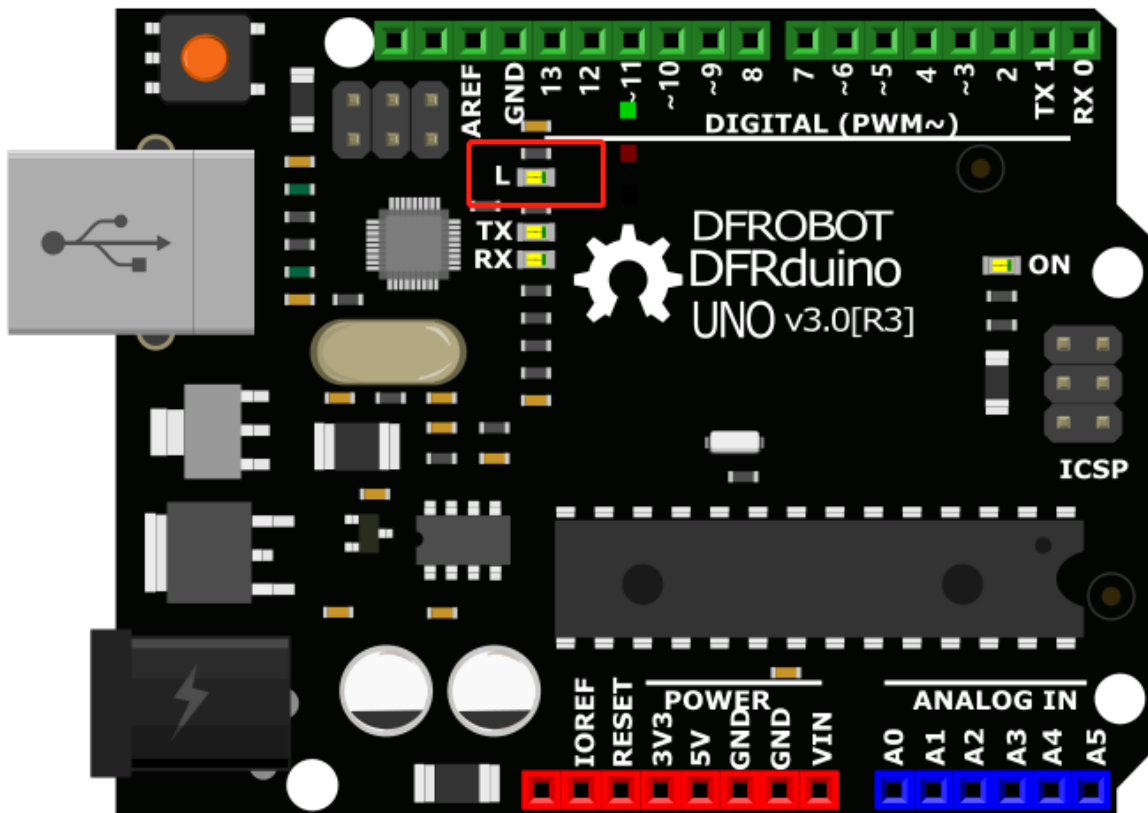 AREF
GND
13
12
~11
~10
~9
8
7
~6
~5
4
~3
2
TX 1
RX 0
DIGITAL (PWM~)
L
TX
RX
DFROBOT
DFRduino
UNO v3.0[R3]
ON
ICSP
POWER
ANALOG IN
IOREF
RESET
3V3
5V
GND
GND
VIN
A0
A1
A2
A3
A4
A5